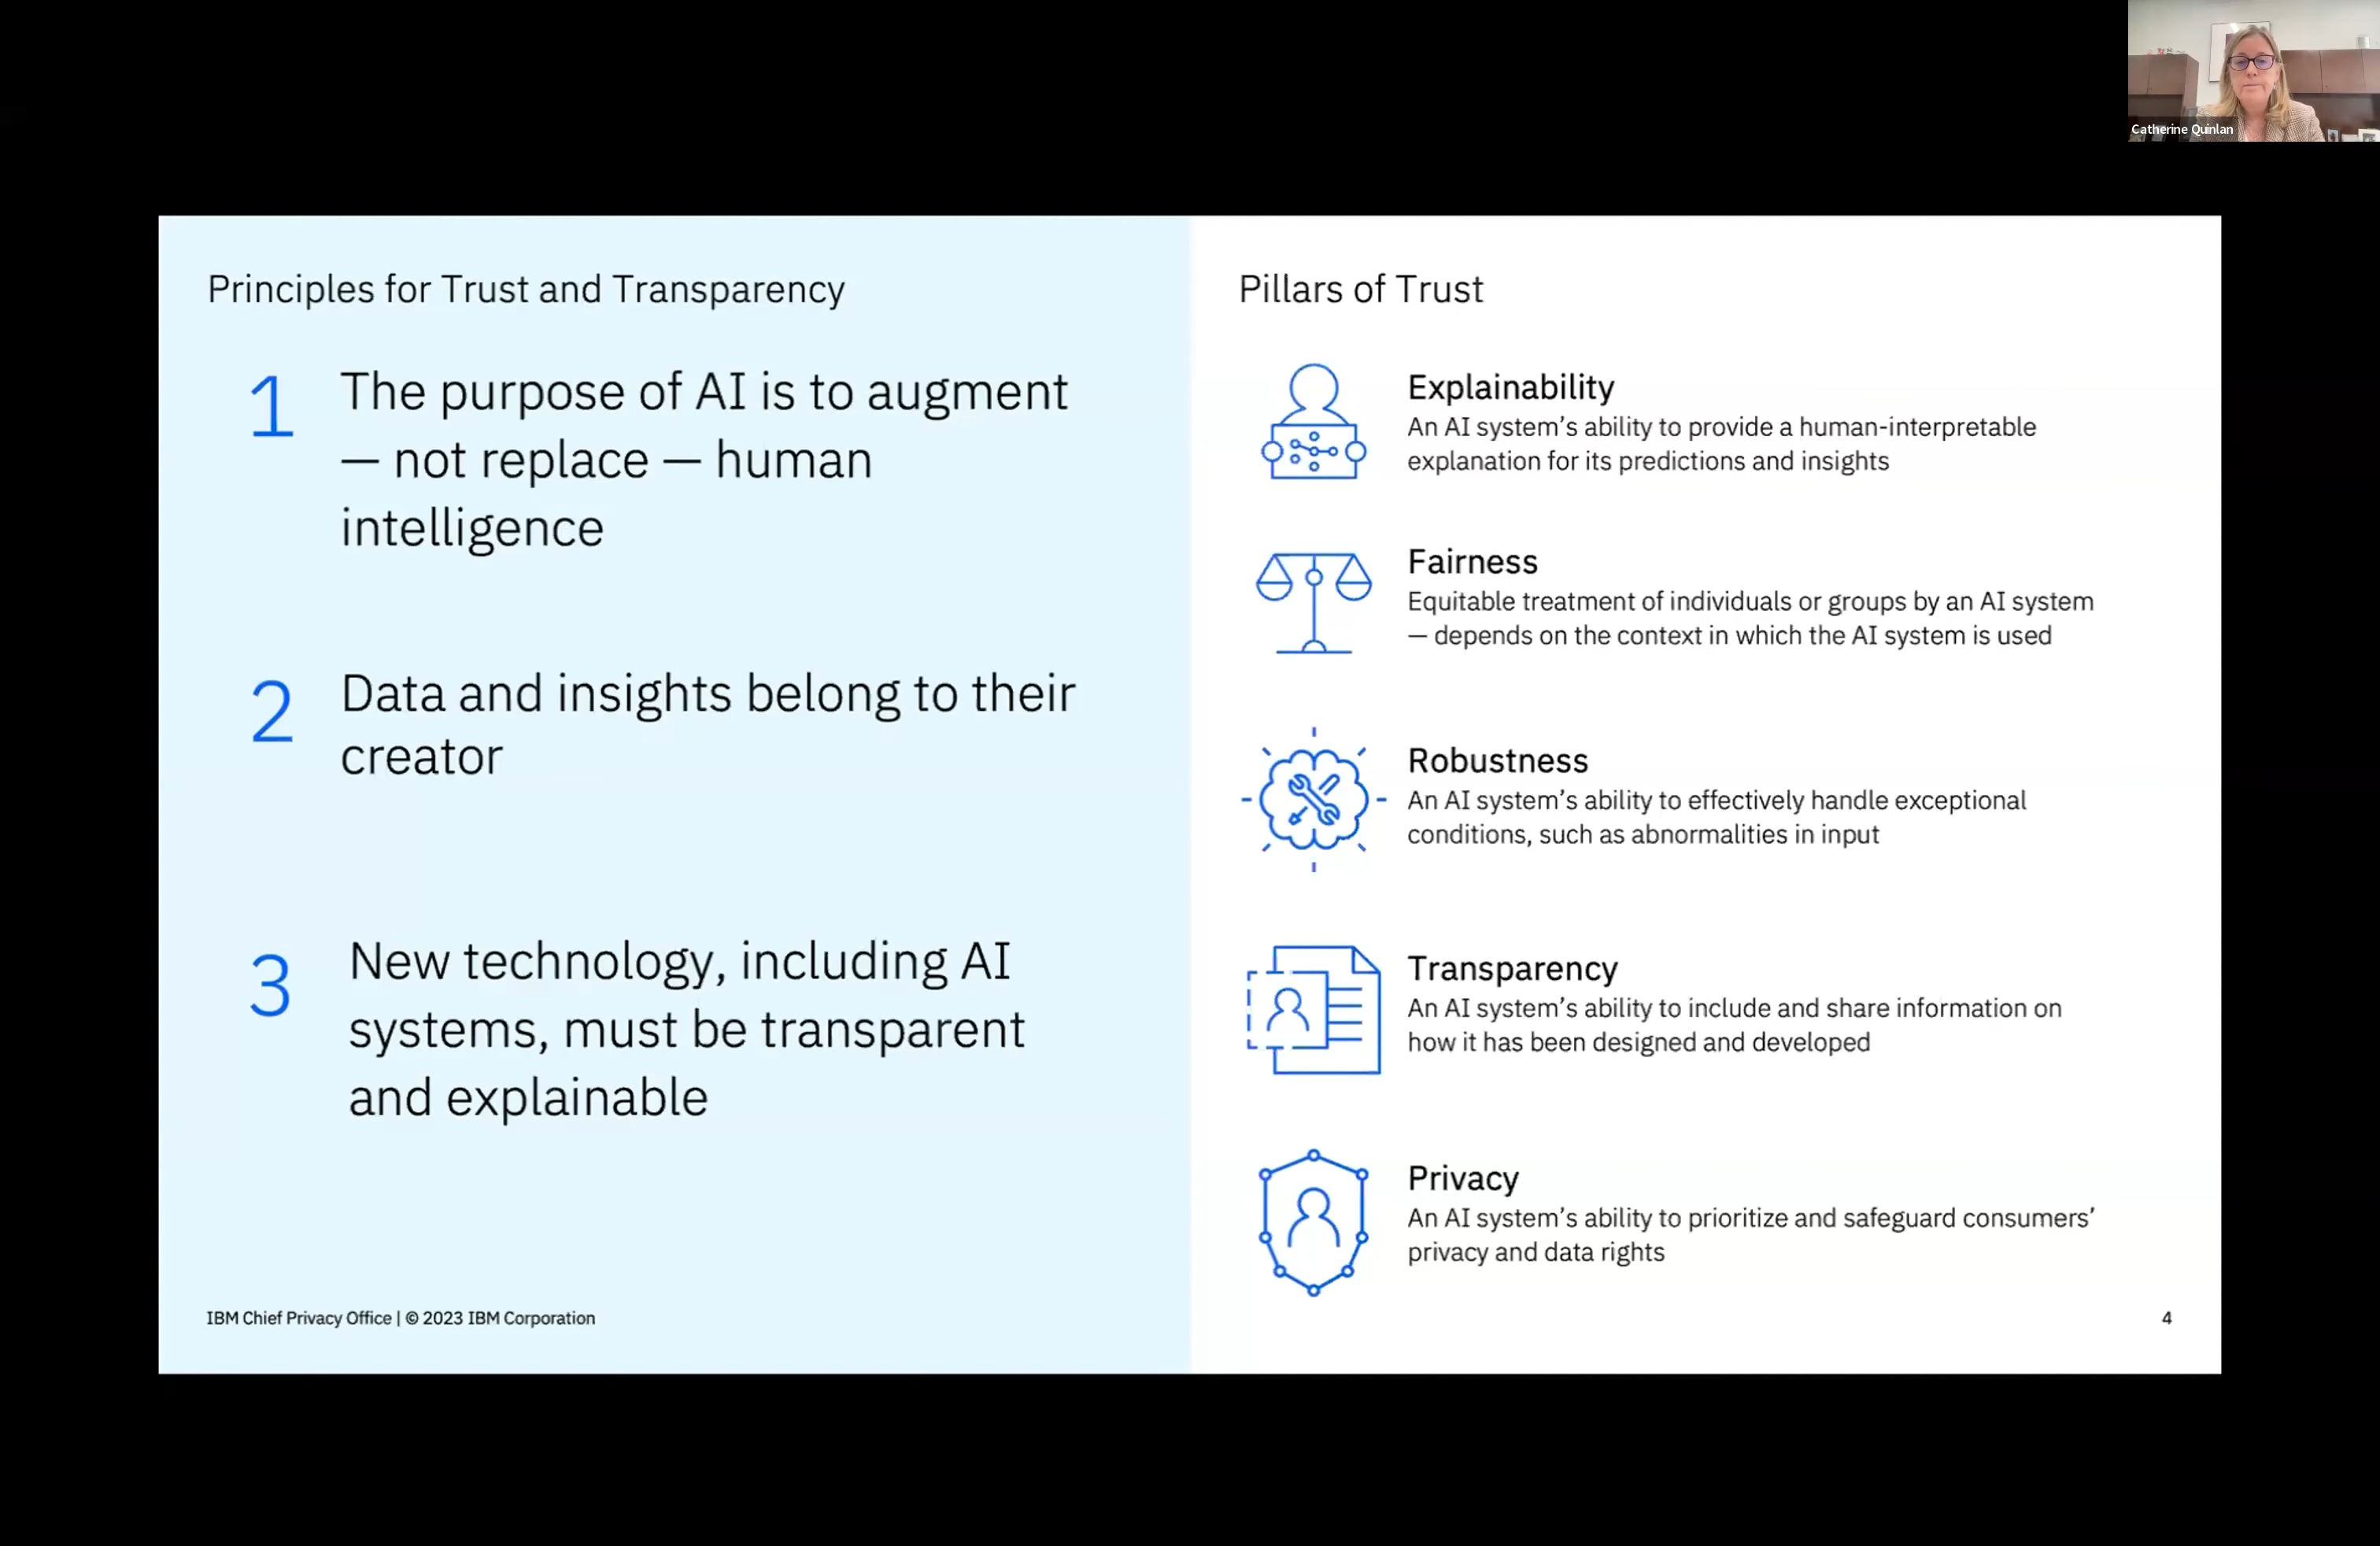 Catherine Quinlan
Principles for Trust and Transparency
1
The purpose of AI is to augment
— not replace — human
intelligence
2
Data and insights belong to their
creator
3
New technology, including AI
systems, must be transparent
and explainable
IBM Chief Privacy Office | © 2023 IBM Corporation
Pillars of Trust
Explainability
An AI system’s ability to provide a human-interpretable
explanation for its predictions and insights
Fairness
Equitable treatment of individuals or groups by an AI system
— depends on the context in which the AI system is used
Robustness
An AI system’s ability to effectively handle exceptional
conditions, such as abnormalities in input
Transparency
An AI system’s ability to include and share information on
how it has been designed and developed
Privacy
An AI system’s ability to prioritize and safeguard consumers’
privacy and data rights
4